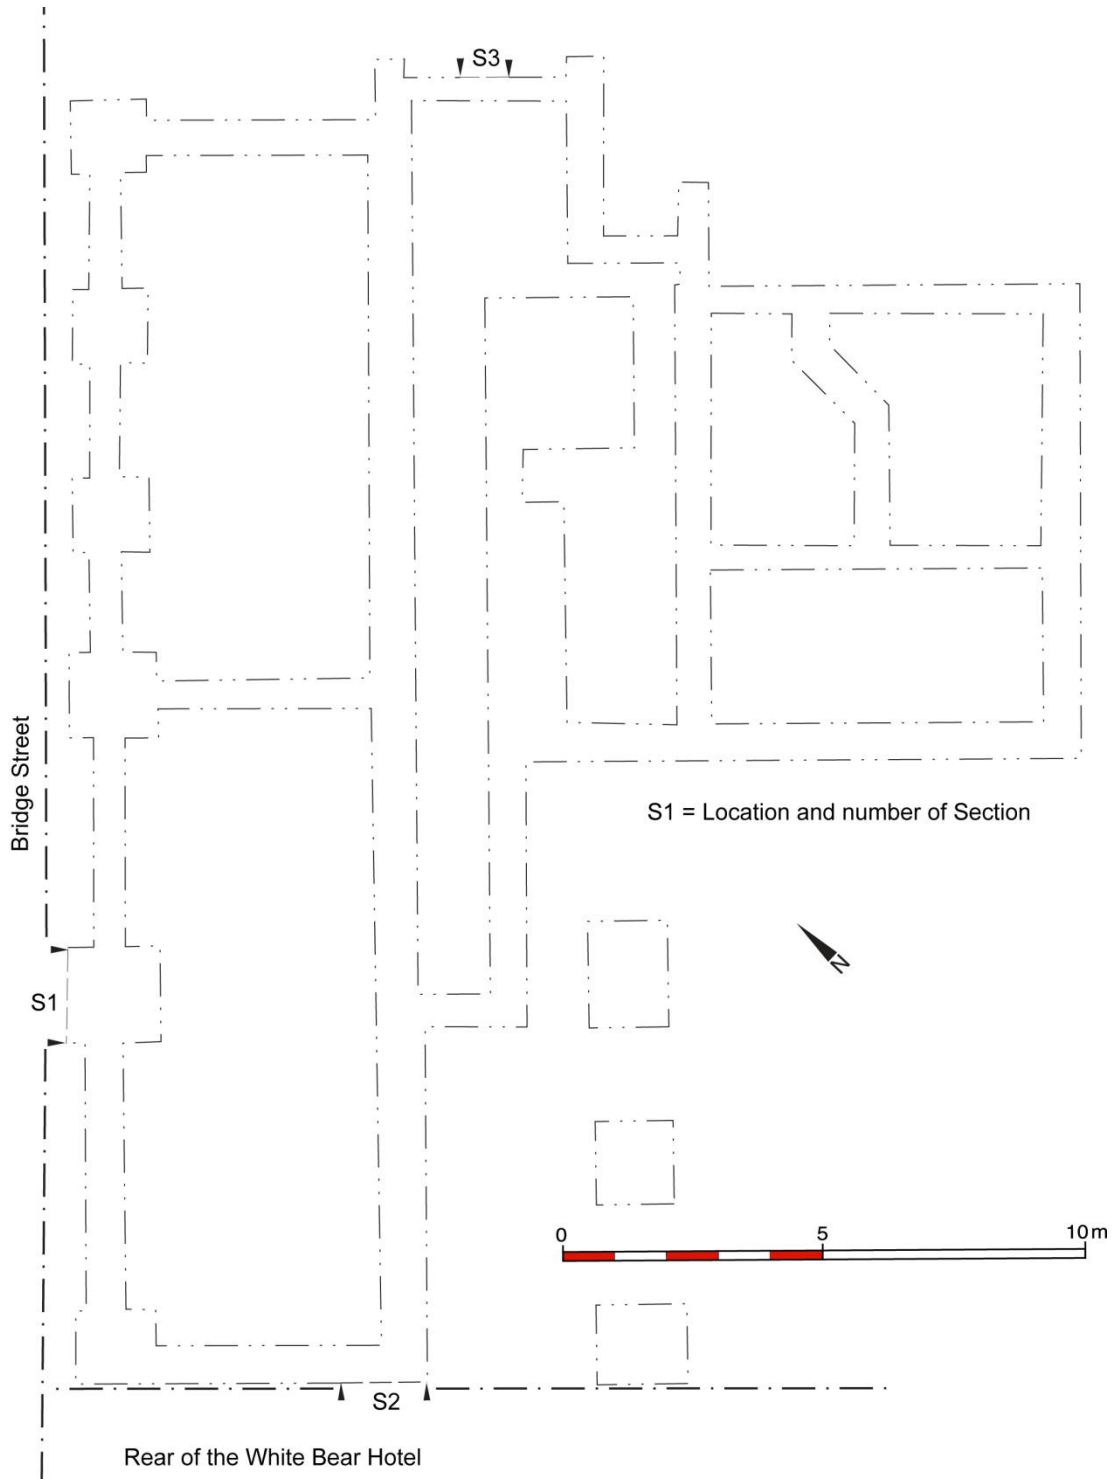 S3
Bridge Street
S1 = Location and number of Section
N
S1
0 5 10 m
S2
Rear of the White Bear Hotel